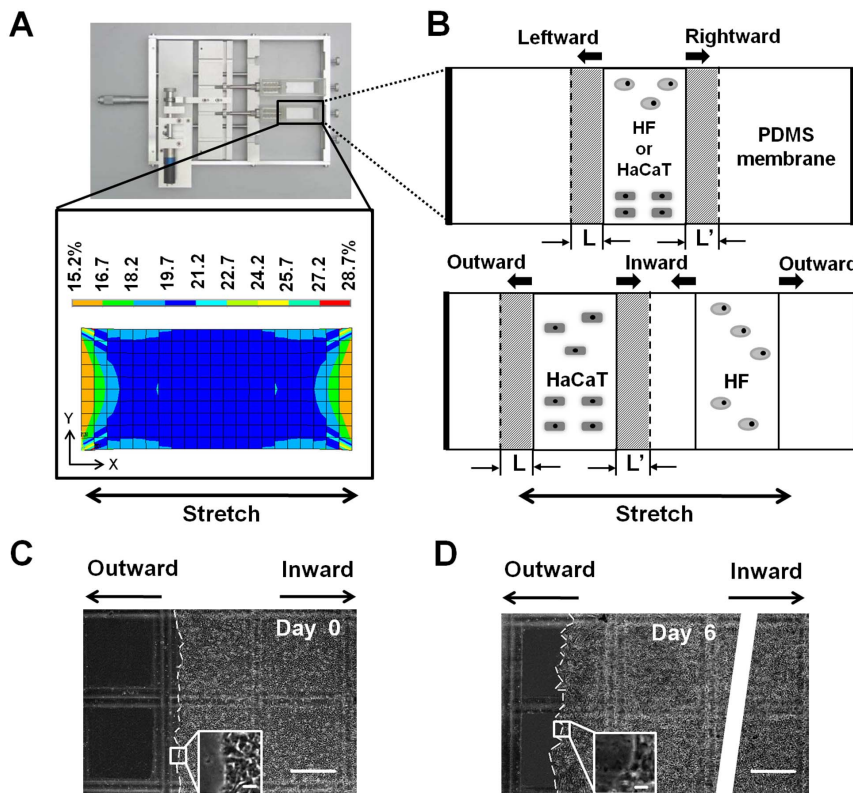 A
B
Leftward
Rightward
HF
or
HaCaT
PDMS
membrane
L
L'
15.2%
16.7
18.2
19.7
21.2
22.7
24.2
25.7
27.2
28.7%
Y
X
Stretch
Outward
Inward
Outward
HaCaT
HF
L
L'
Stretch
C
Outward
Inward
Day 0
D
Outward
Inward
Day 6